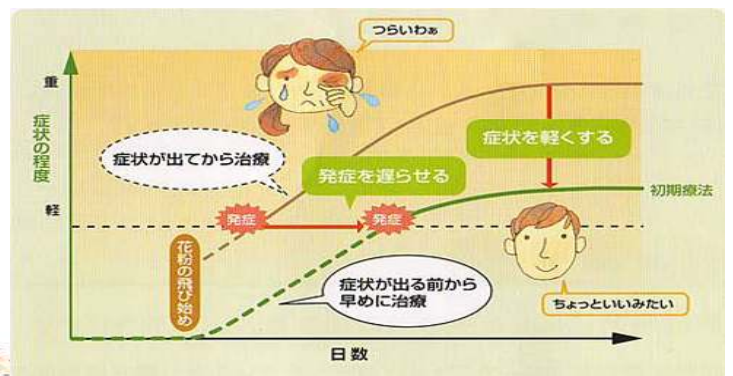 つらいわぁ
重
症状の程度
症状が出てから治療
症状を軽くする
発症を遅らせる
軽
初期療法
発症
発症
花粉の飛び始め
症状が出る前から
早めに治療
ちょっといいみたい
日数